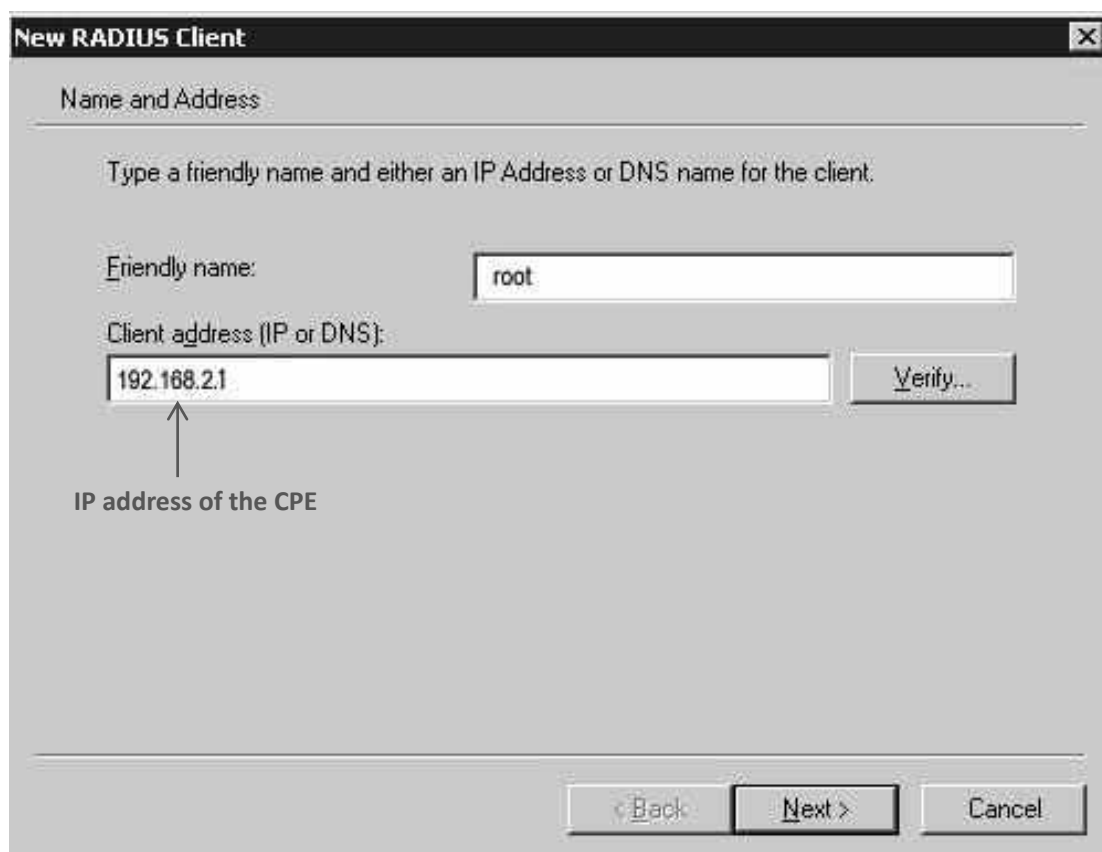 New RADIUS Client
Name and Address
Type a friendly name and either an IP Address or DNS name for the client.
Friendly name:
root
Client address (IP or DNS):
192.168.2.1
Verify...
IP address of the CPE
< Back
Next >
Cancel